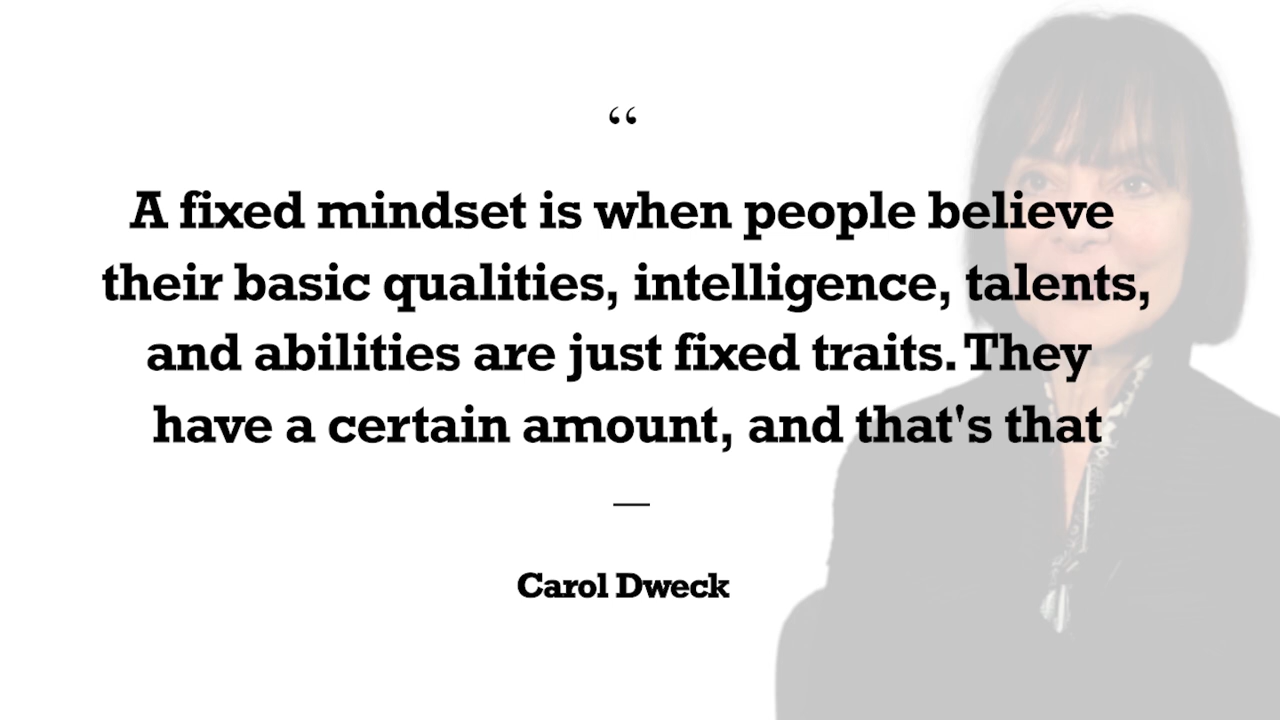 “
A fixed mindset is when people believe
their basic qualities, intelligence, talents,
and abilities are just fixed traits. They
have a certain amount, and that's that
—
Carol Dweck